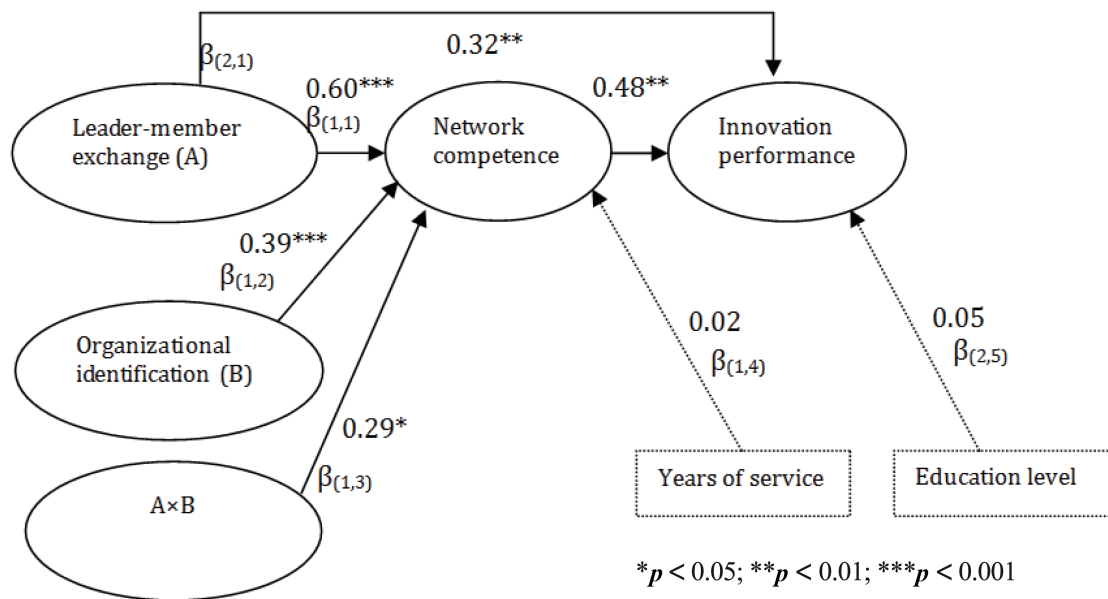 0.32**
β(2,1)
0.60***
β(1,1)
0.48**
Leader-member
exchange (A)
Network
competence
Innovation
performance
0.39***
β(1,2)
Organizational
identification (B)
0.02
β(1,4)
0.05
β(2,5)
0.29*
β(1,3)
A×B
Years of service
Education level
*p < 0.05; **p < 0.01; ***p < 0.001